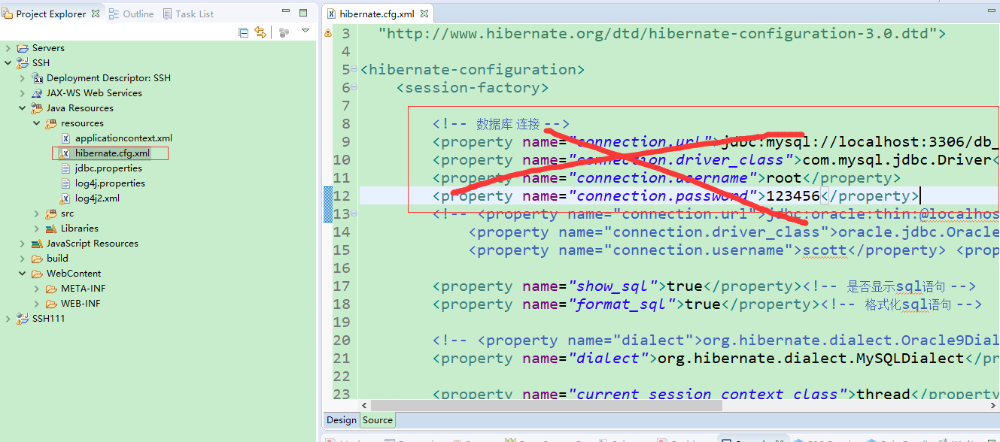 Project Explorer
Outline
Task List
Servers
SSH
Deployment Descriptor: SSH
JAX-WS Web Services
Java Resources
resources
applicationcontext.xml
hibernate.cfg.xml
jdbc.properties
log4j.properties
log4j2.xml
src
Libraries
JavaScript Resources
build
WebContent
META-INF
WEB-INF
SSH111
hibernate.cfg.xml
3 "http://www.hibernate.org/dtd/hibernate-configuration-3.0.dtd">
4
5 <hibernate-configuration>
6 <session-factory>
7
8 <!-- 数据库 连接 -->
9 <property name="connection.url">jdbc:mysql://localhost:3306/db_
10 <property name="connection.driver_class">com.mysql.jdbc.Driver<
11 <property name="connection.username">root</property>
12 <property name="connection.password">123456</property>
13 <!-- <property name="connection.url">jdbc:oracle:thin:@localhos
14 <property name="connection.driver_class">oracle.jdbc.Oracle
15 <property name="connection.username">scott</property> <prop
16
17 <property name="show_sql">true</property><!-- 是否显示sql语句 -->
18 <property name="format_sql">true</property><!-- 格式化sql语句 -->
19
20 <!-- <property name="dialect">org.hibernate.dialect.Oracle9Dial
21 <property name="dialect">org.hibernate.dialect.MySQLDialect</pr
22
23 <property name="current_session_context_class">thread</property
Design Source